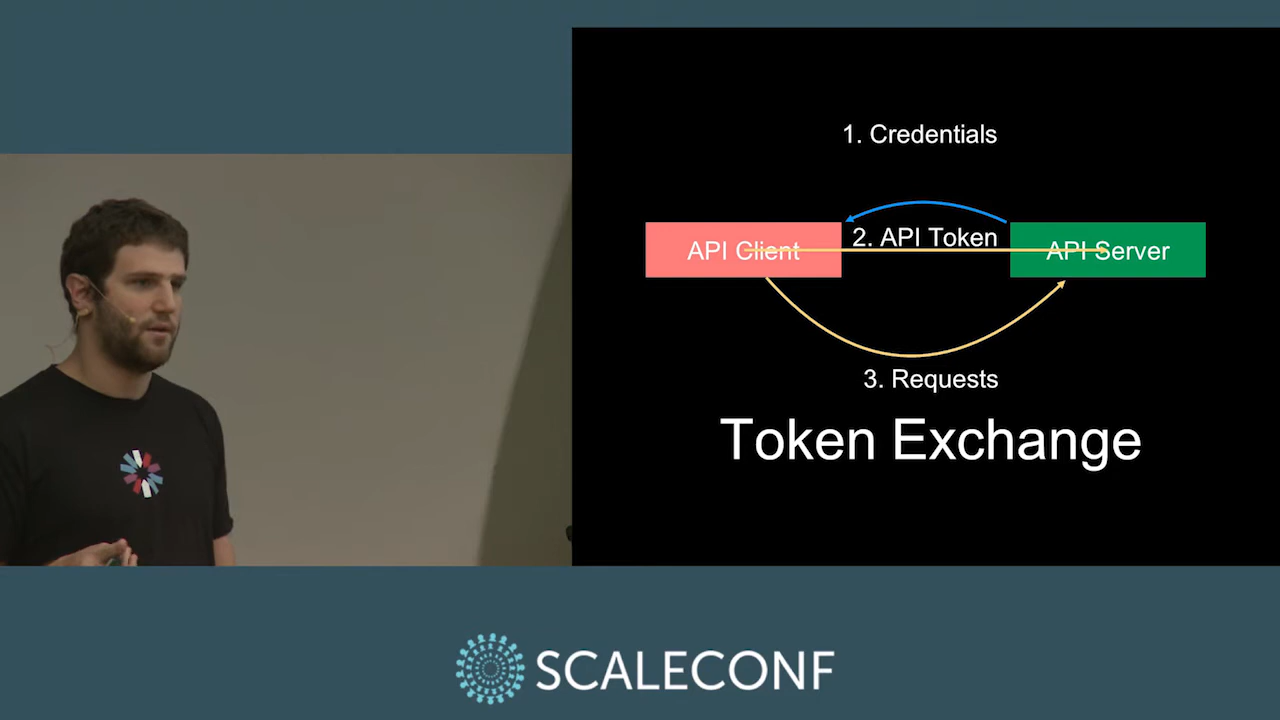 1. Credentials
API Client
2. API Token
API Server
3. Requests
Token Exchange
SCALECONF